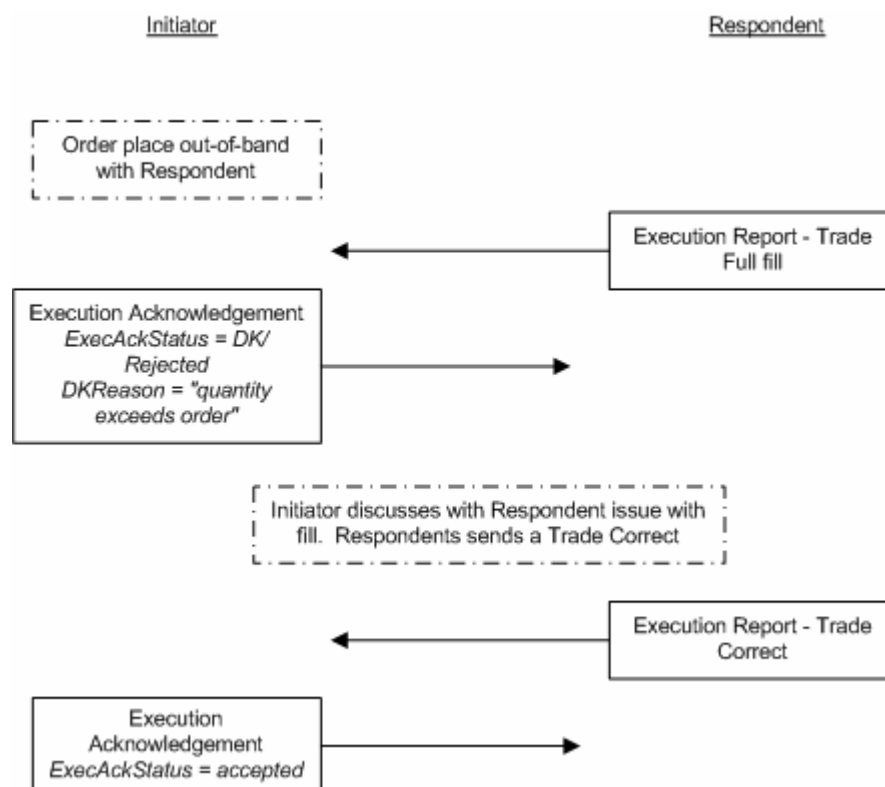 Initiator
Respondent
Order place out-of-band
with Respondent
Execution Report - Trade
Full fill
Execution Acknowledgement
ExecAckStatus = DK/
Rejected
DKReason = "quantity
exceeds order"
Initiator discusses with Respondent issue with
fill.  Respondents sends a Trade Correct
Execution Report - Trade
Correct
Execution
Acknowledgement
ExecAckStatus = accepted